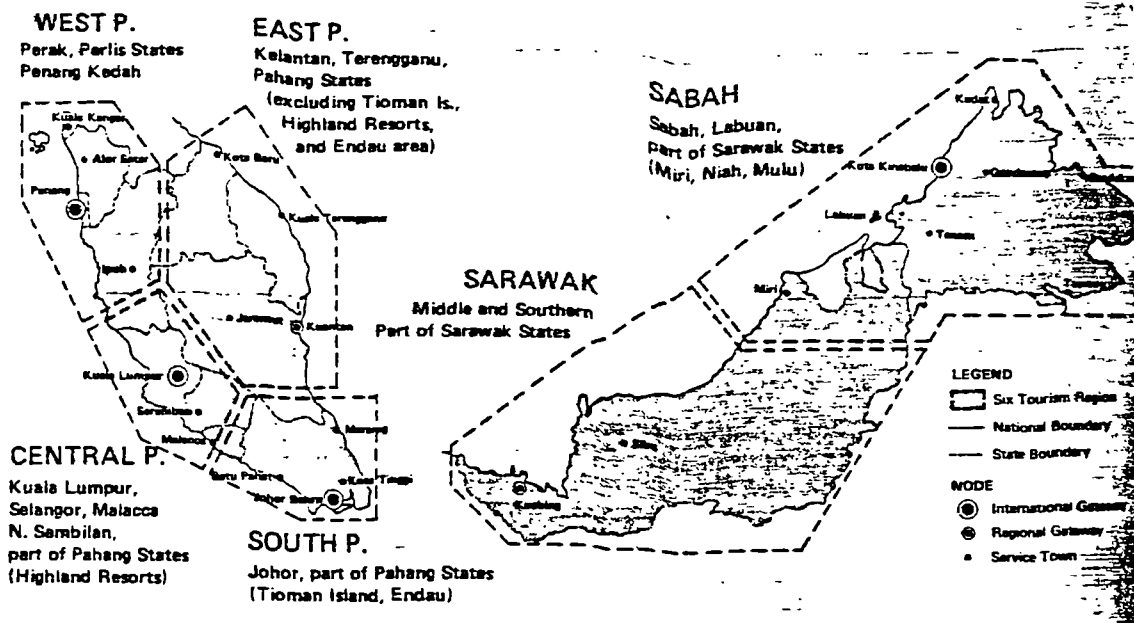 WEST P.
Perak, Perlis States
Penang Kedah
EAST P.
Kelantan, Terengganu,
Pahang States
(excluding Tioman Is.,
Highland Resorts,
and Endau area)
SABAH
Sabah, Labuan,
part of Sarawak States
(Miri, Niah, Mulu)
SARAWAK
Middle and Southern
Part of Sarawak States
CENTRAL P.
Kuala Lumpur,
Selangor, Malacca
N. Sambilan,
part of Pahang States
(Highland Resorts)
SOUTH P.
Johor, part of Pahang States
(Tioman Island, Endau)
Kuala Kangar
Alor Setar
Penang
Ipoh
Kota Baru
Kuala Terengganu
Jerantut
Kuantan
Kuala Lumpur
Seremban
Malacca
Mersing
Batu Pahat
Kota Tinggi
Johor Bahru
Kudat
Kota Kinabalu
Labuan
Tenom
Miri
Sibu
Kuching
LEGEND
Six Tourism Region
National Boundary
State Boundary
NODE
International Gateway
Regional Gateway
Service Town